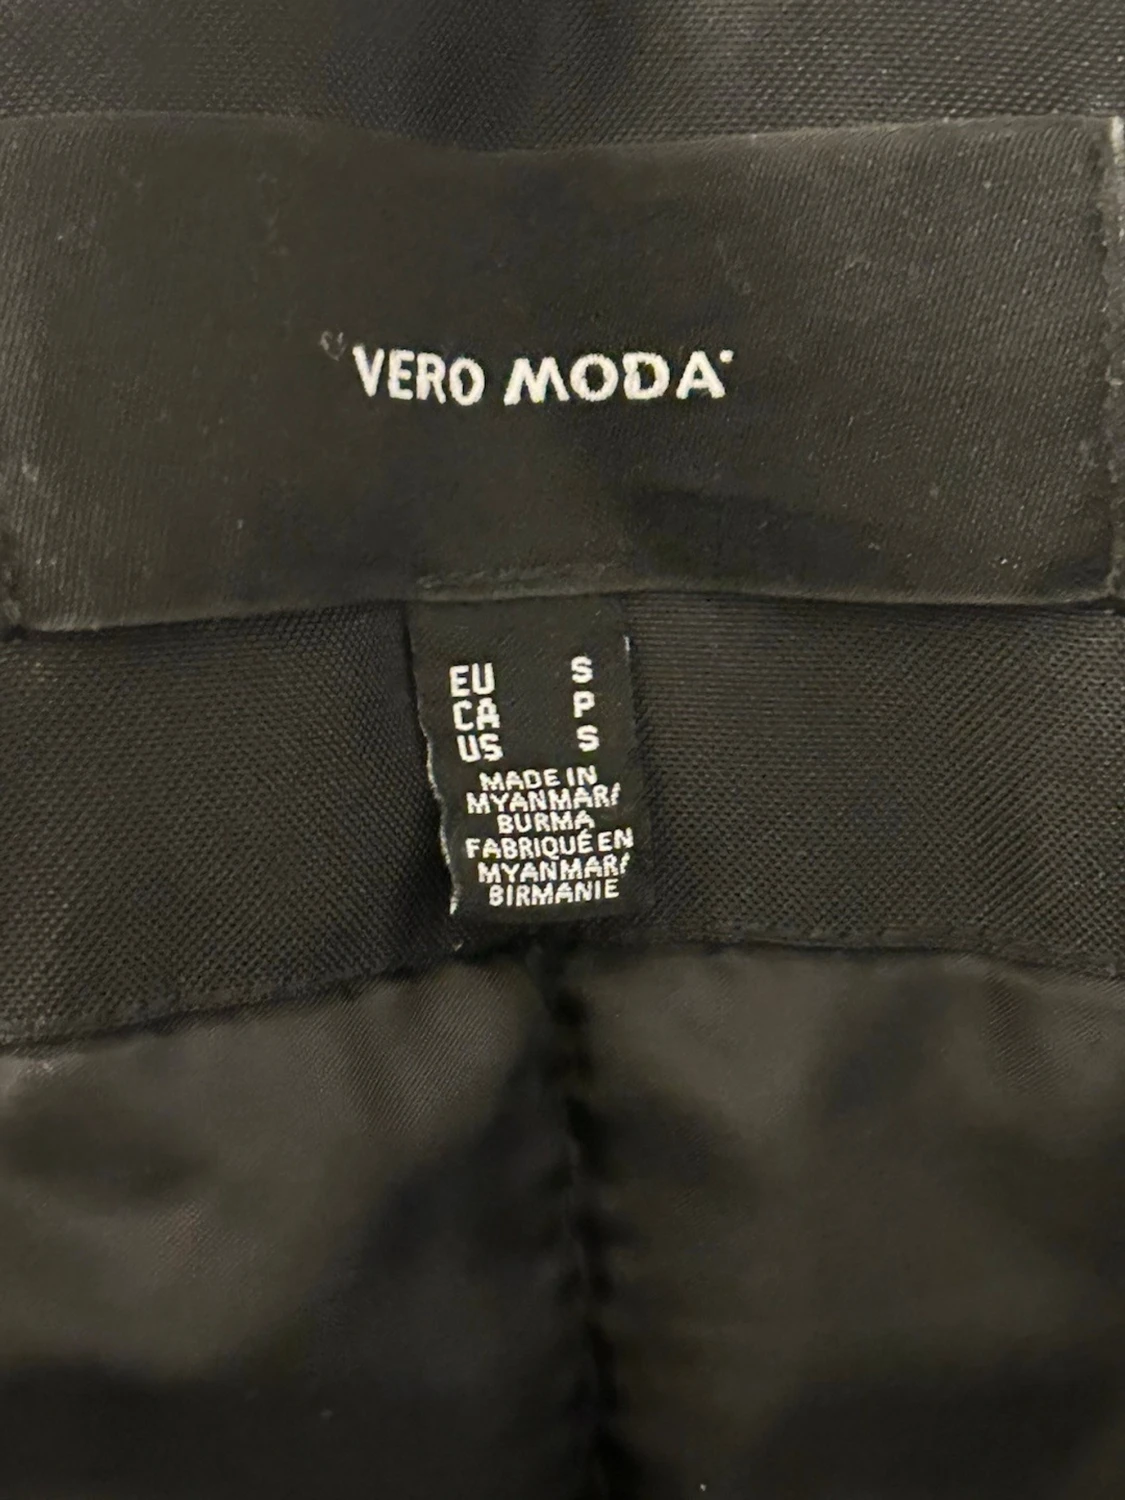 VERO MODA
EU S
CA P
US S
MADE IN
MYANMAR/
BURMA
FABRIQUÉ EN
MYANMAR/
BIRMANIE